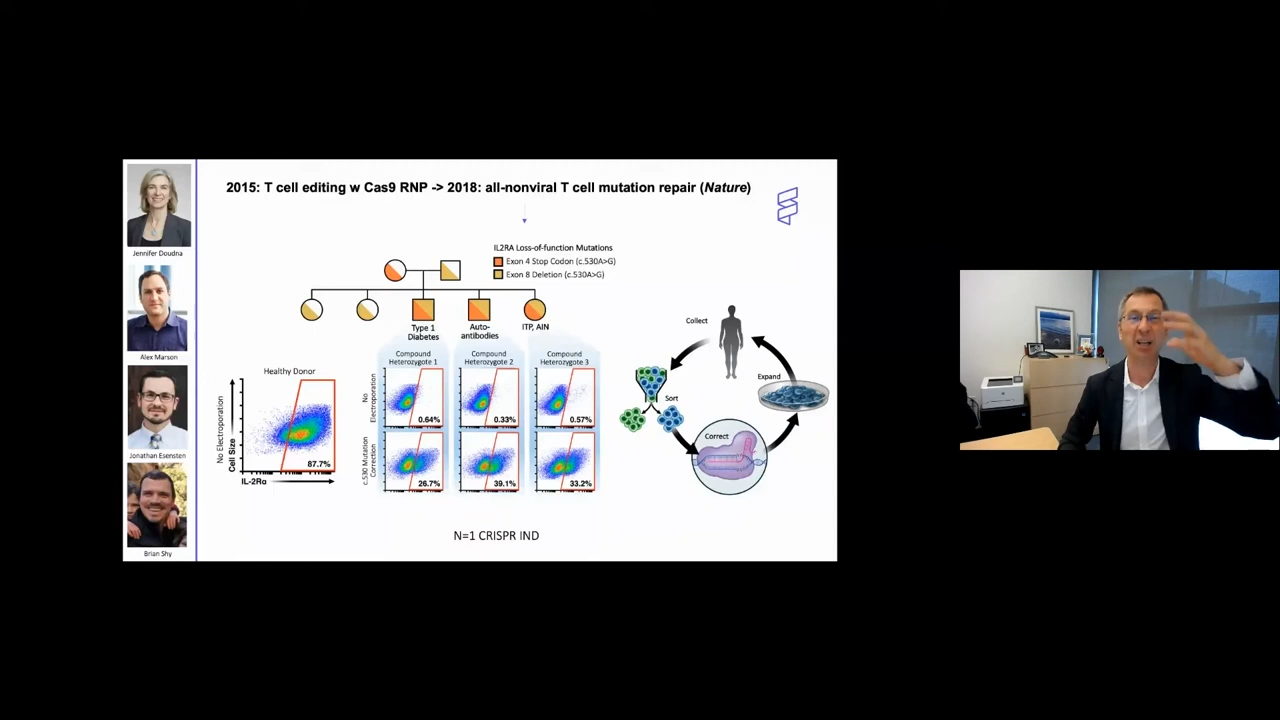 2015: T cell editing w Cas9 RNP -> 2018: all-nonviral T cell mutation repair (Nature)
Jennifer Doudna
Alex Marson
Jonathan Esensten
Brian Shy
IL2RA Loss-of-function Mutations
Exon 4 Stop Codon (c.530A>G)
Exon 8 Deletion (c.530A>G)
Type 1
Diabetes
Auto-
antibodies
ITP, AIN
Healthy Donor
No Electroporation
Cell Size
87.7%
IL-2Rα
Compound
Heterozygote 1
Compound
Heterozygote 2
Compound
Heterozygote 3
No
Electroporation
0.64%
0.33%
0.57%
c.530 Mutation
Correction
26.7%
39.1%
33.2%
Collect
Sort
Correct
Expand
N=1 CRISPR IND